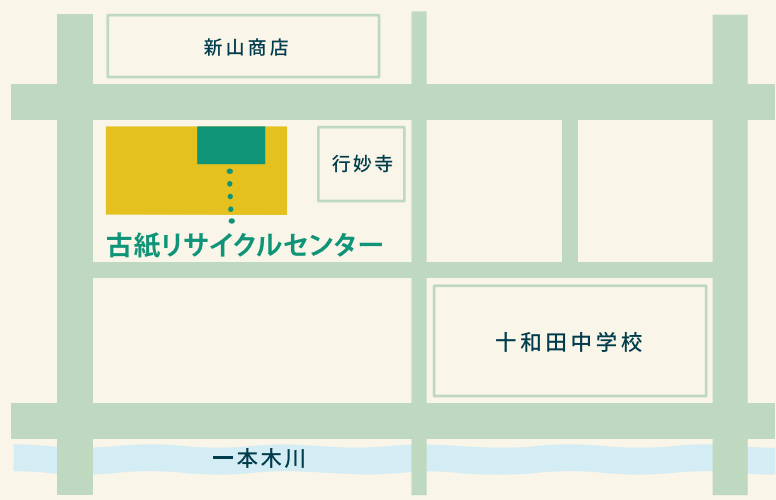 新山商店
行妙寺
古紙リサイクルセンター
十和田中学校
一本木川